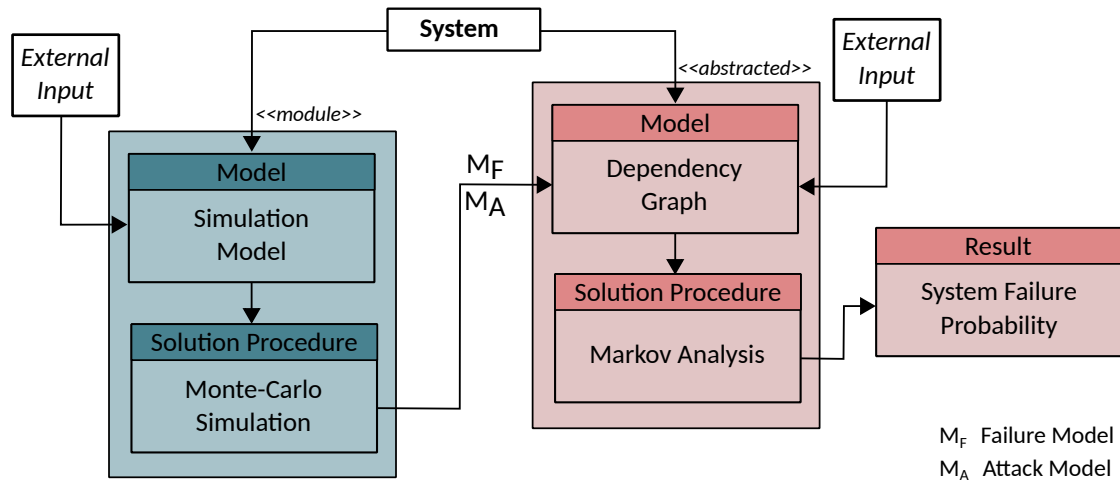 System
External
Input
External
Input
<<module>>
<<abstracted>>
Model
Simulation
Model
Solution Procedure
Monte-Carlo
Simulation
MF
MA
Model
Dependency
Graph
Solution Procedure
Markov Analysis
Result
System Failure
Probability
MF Failure Model
MA Attack Model